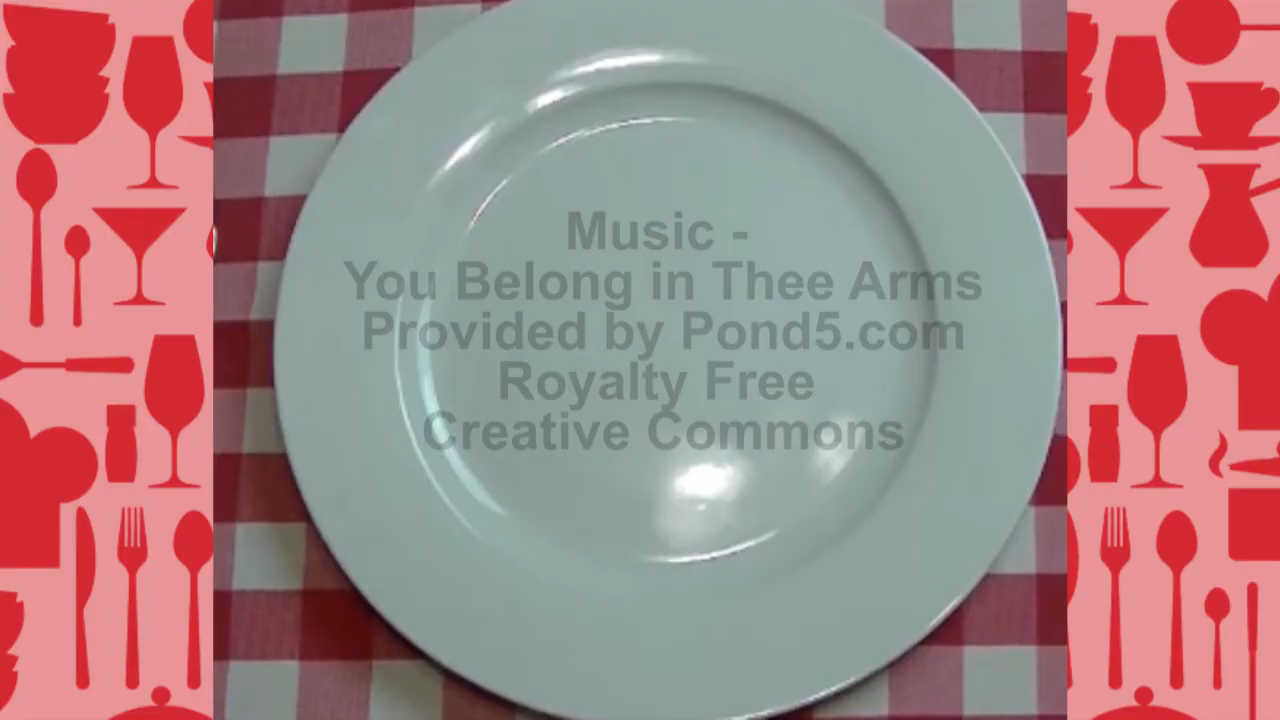 Music -
You Belong in Thee Arms
Provided by Pond5.com
Royalty Free
Creative Commons